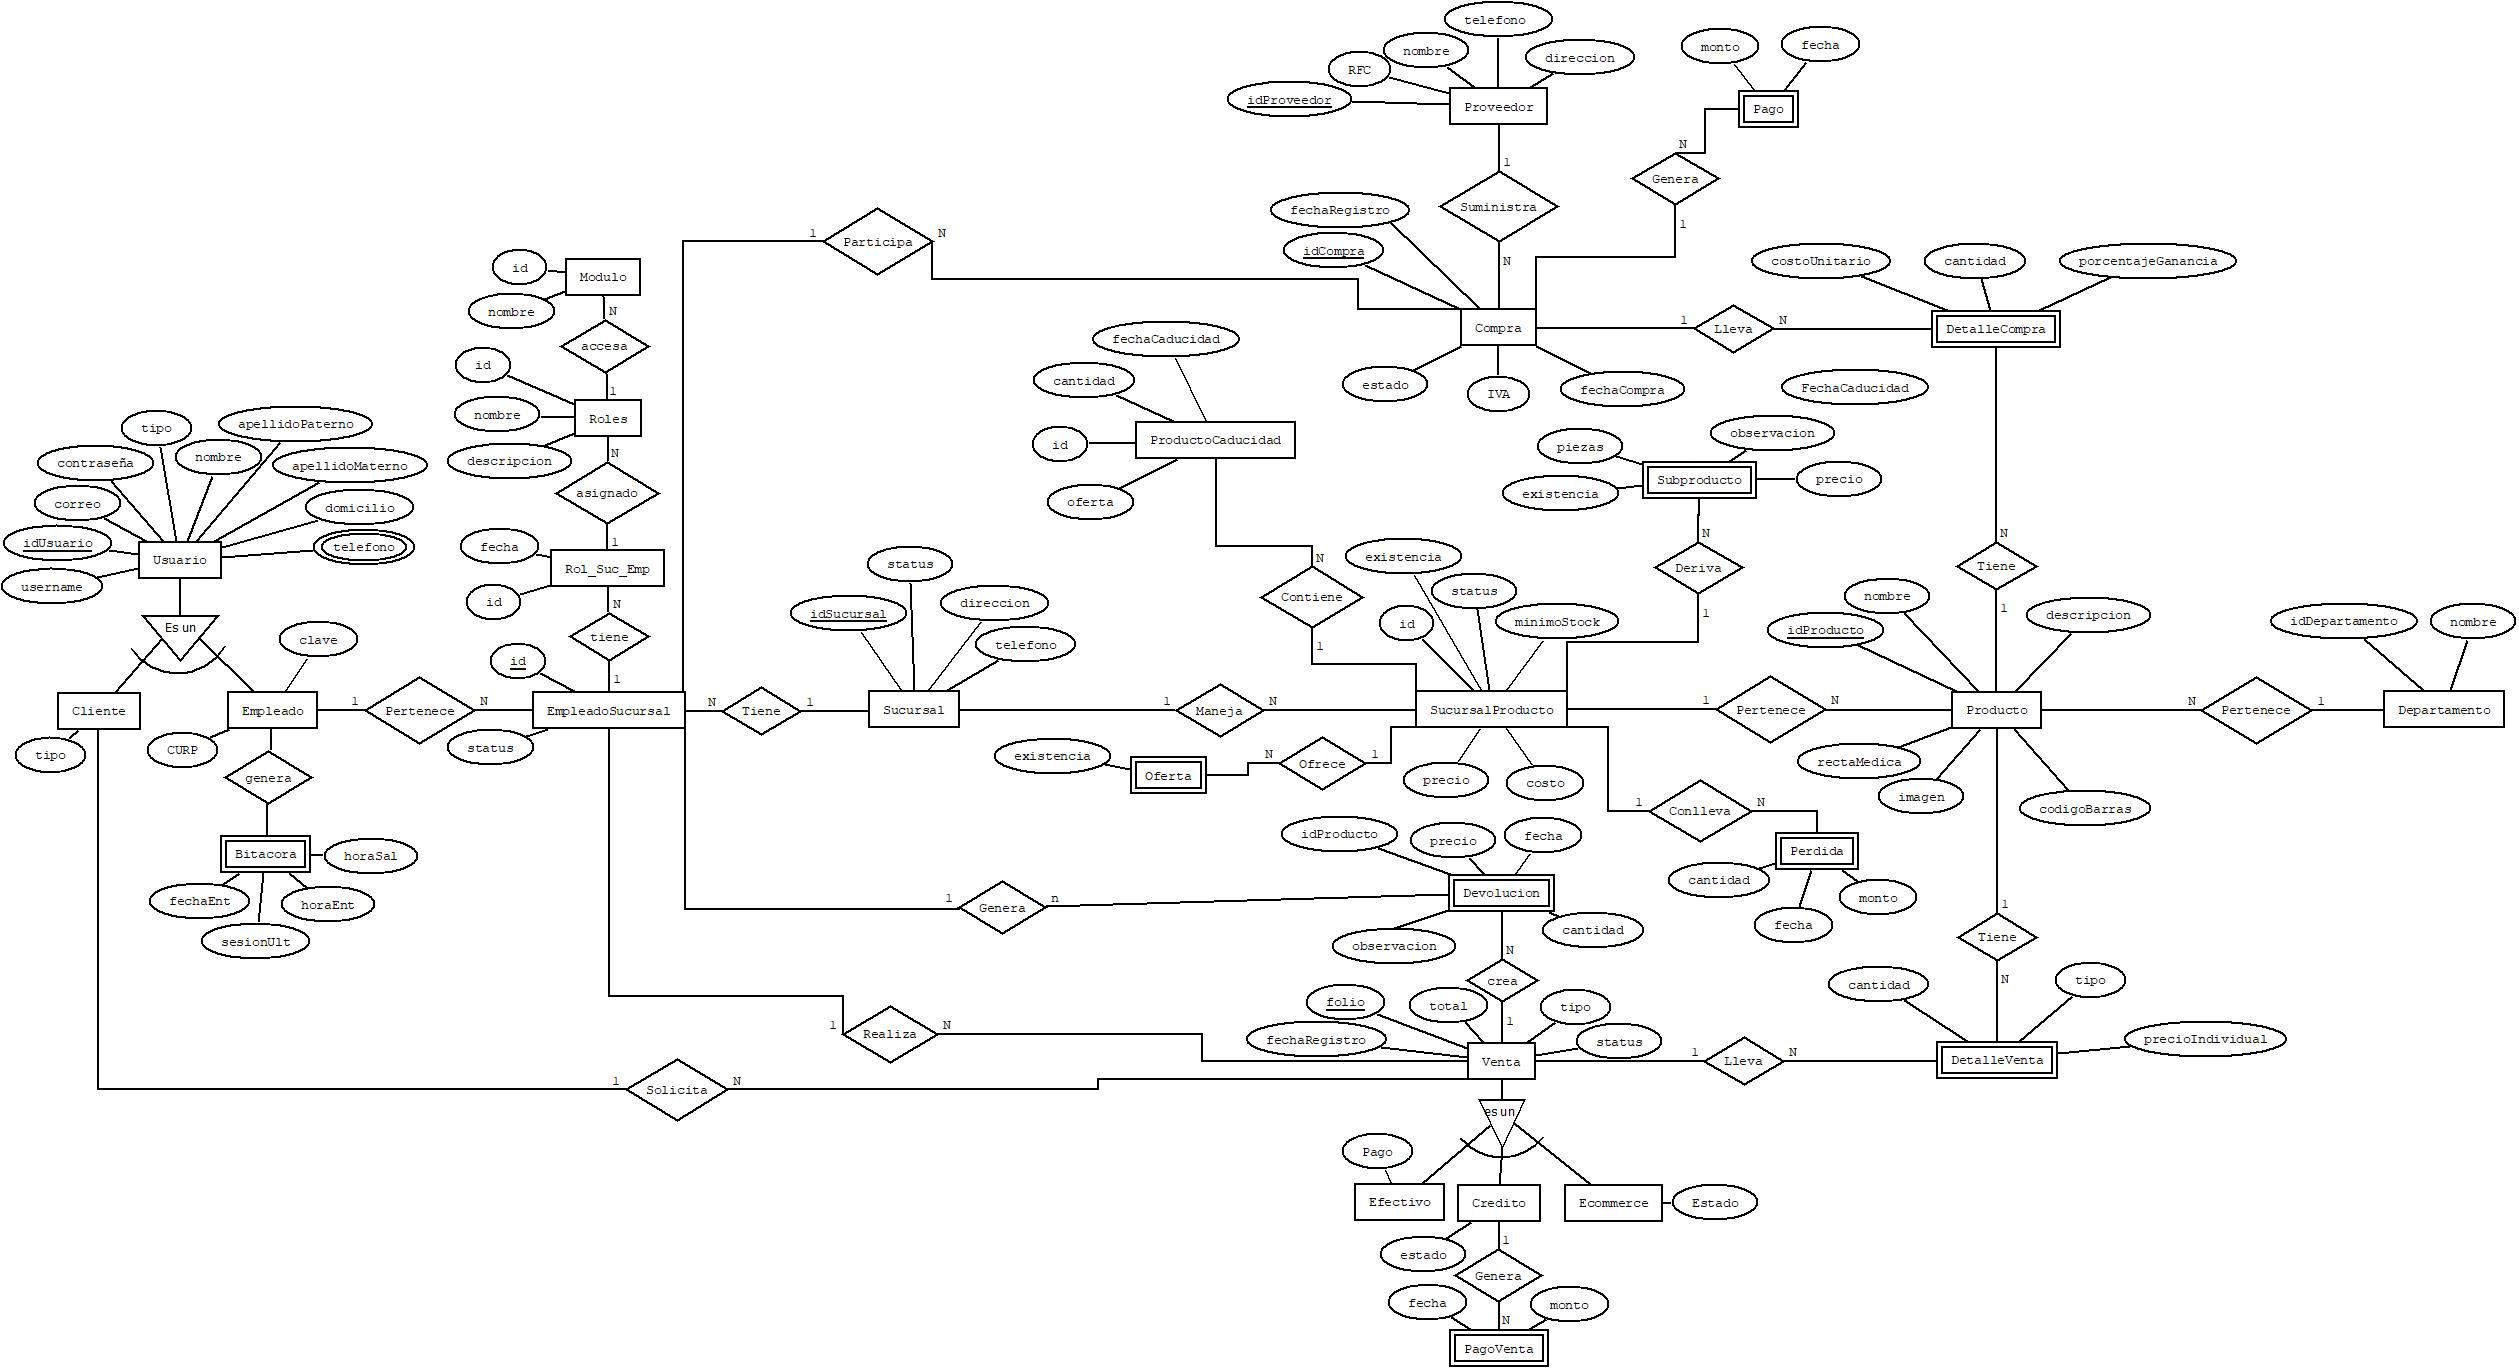 telefono
monto
fecha
nombre
direccion
RFC
idProveedor
Proveedor
Pago
N
1
Genera
Suministra
fechaRegistro
1
1
Participa
N
idCompra
N
costoUnitario
cantidad
porcentajeGanancia
id
Modulo
nombre
N
Compra
1
Lleva
N
DetalleCompra
fechaCaducidad
accesa
id
cantidad
estado
IVA
fechaCompra
FechaCaducidad
1
nombre
Roles
tipo
apellidoPaterno
ProductoCaducidad
id
observacion
piezas
N
descripcion
contraseña
nombre
apellidoMaterno
Subproducto
precio
existencia
asignado
oferta
correo
domicilio
idUsuario
telefono
1
fecha
N
N
N
Usuario
status
existencia
Rol_Suc_Emp
Deriva
Tiene
username
id
N
idSucursal
direccion
Contiene
status
id
minimoStock
1
nombre
1
descripcion
idProducto
idDepartamento
nombre
Es un
clave
tiene
telefono
1
id
1
Cliente
Empleado
1
Pertenece
N
EmpleadoSucursal
N
Tiene
1
Sucursal
1
Maneja
N
SucursalProducto
1
Pertenece
N
Producto
N
Pertenece
1
Departamento
tipo
CURP
status
existencia
Oferta
N
Ofrece
1
rectaMedica
genera
precio
costo
imagen
codigoBarras
1
Conlleva
N
idProducto
precio
fecha
Bitacora
horaSal
Perdida
cantidad
monto
fechaEnt
horaEnt
1
Genera
n
Devolucion
fecha
1
sesionUlt
observacion
cantidad
N
Tiene
crea
N
cantidad
tipo
folio
total
tipo
1
1
Realiza
N
fechaRegistro
status
precioIndividual
Venta
1
Lleva
N
DetalleVenta
1
Solicita
N
es un
Pago
Efectivo
Credito
Ecommerce
Estado
1
estado
Genera
fecha
monto
N
PagoVenta